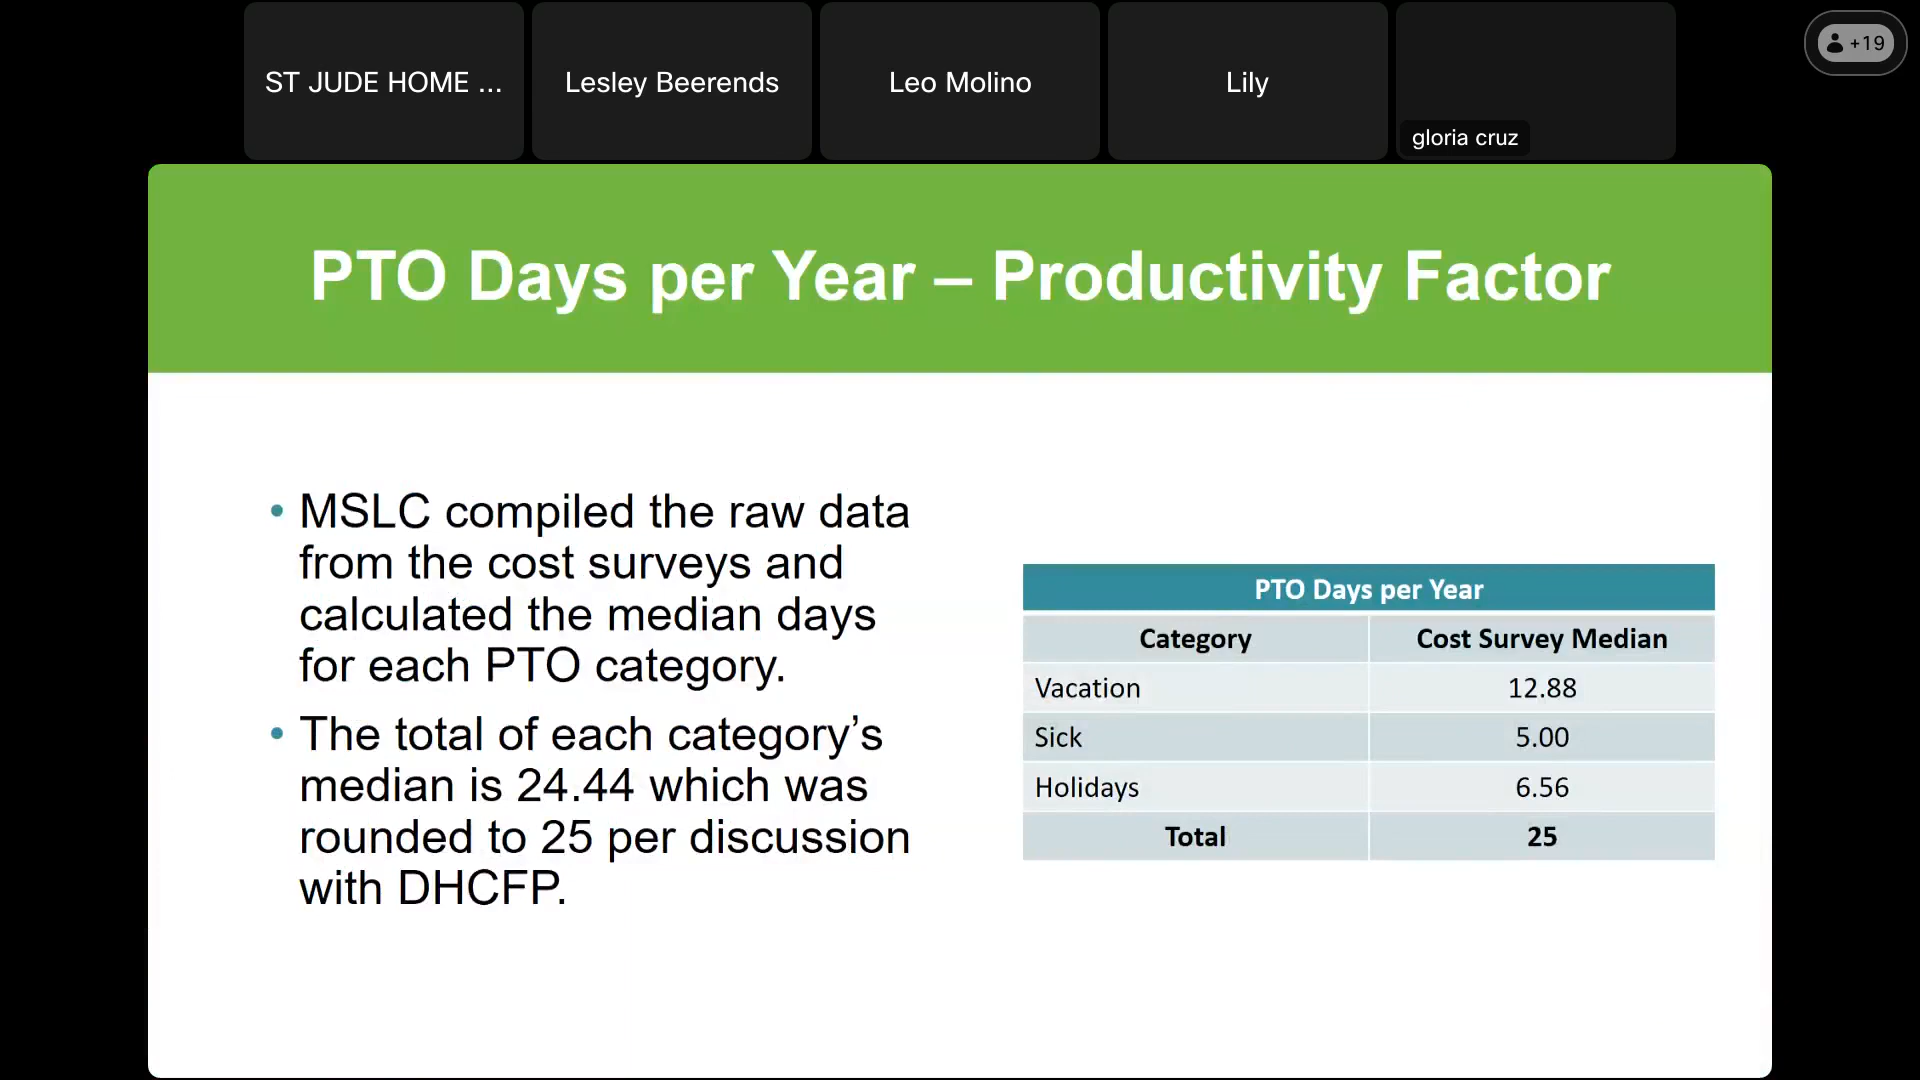 ST JUDE HOME ...
Lesley Beerends
Leo Molino
Lily
gloria cruz
+19
PTO Days per Year – Productivity Factor
• MSLC compiled the raw data
from the cost surveys and
calculated the median days
for each PTO category.
• The total of each category’s
median is 24.44 which was
rounded to 25 per discussion
with DHCFP.
PTO Days per Year
Category Cost Survey Median
Vacation 12.88
Sick 5.00
Holidays 6.56
Total 25